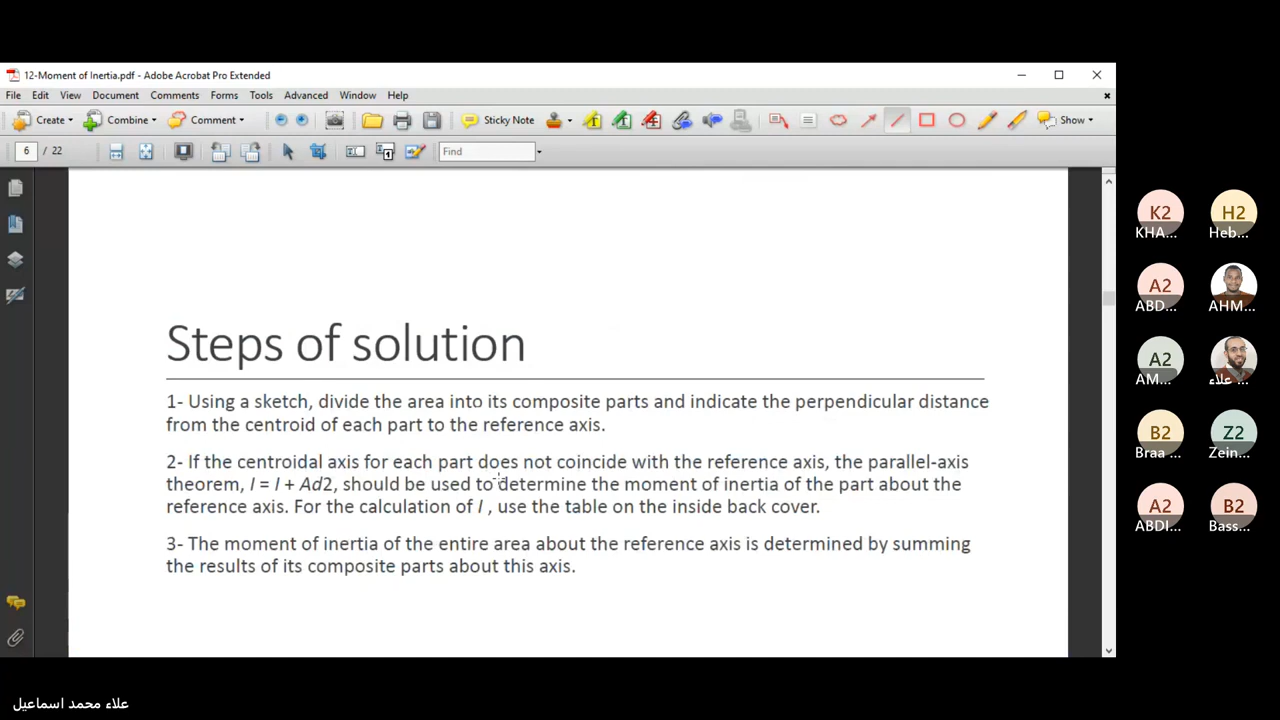 12-Moment of Inertia.pdf - Adobe Acrobat Pro Extended
File Edit View Document Comments Forms Tools Advanced Window Help
Create Combine Comment Sticky Note Show
6 / 22 Find
Steps of solution
1- Using a sketch, divide the area into its composite parts and indicate the perpendicular distance
from the centroid of each part to the reference axis.
2- If the centroidal axis for each part does not coincide with the reference axis, the parallel-axis
theorem, I = I + Ad2, should be used to determine the moment of inertia of the part about the
reference axis. For the calculation of I , use the table on the inside back cover.
3- The moment of inertia of the entire area about the reference axis is determined by summing
the results of its composite parts about this axis.
K2 H2
KHA... Heb...
A2
ABD... AHM...
A2
AM... علاء ...
B2 Z2
Braa ... Zein...
A2 B2
ABDI... Bass...
علاء محمد اسماعيل